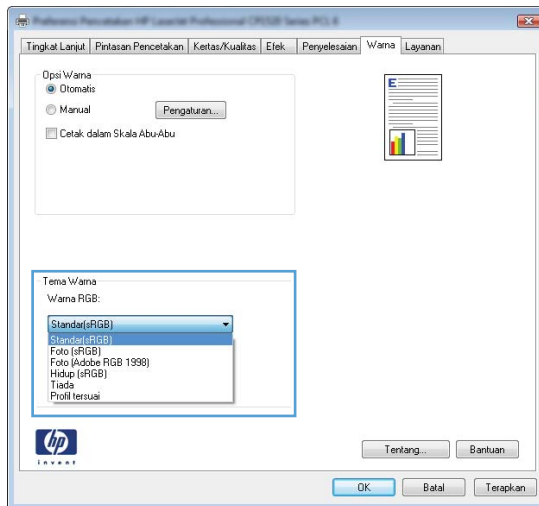 Tingkat Lanjut Pintasan Pencetakan Kertas/Kualitas Efek Penyelesaian Warna Layanan
Opsi Warna
Otomatis
Manual Pengaturan...
Cetak dalam Skala Abu-Abu
E
Tema Warna
Warna RGB:
Standar(sRGB)
Standar(sRGB)
Foto (sRGB)
Foto (Adobe RGB 1998)
Hidup (sRGB)
Tiada
Profil tersuai
hp
invent
Tentang... Bantuan
OK Batal Terapkan